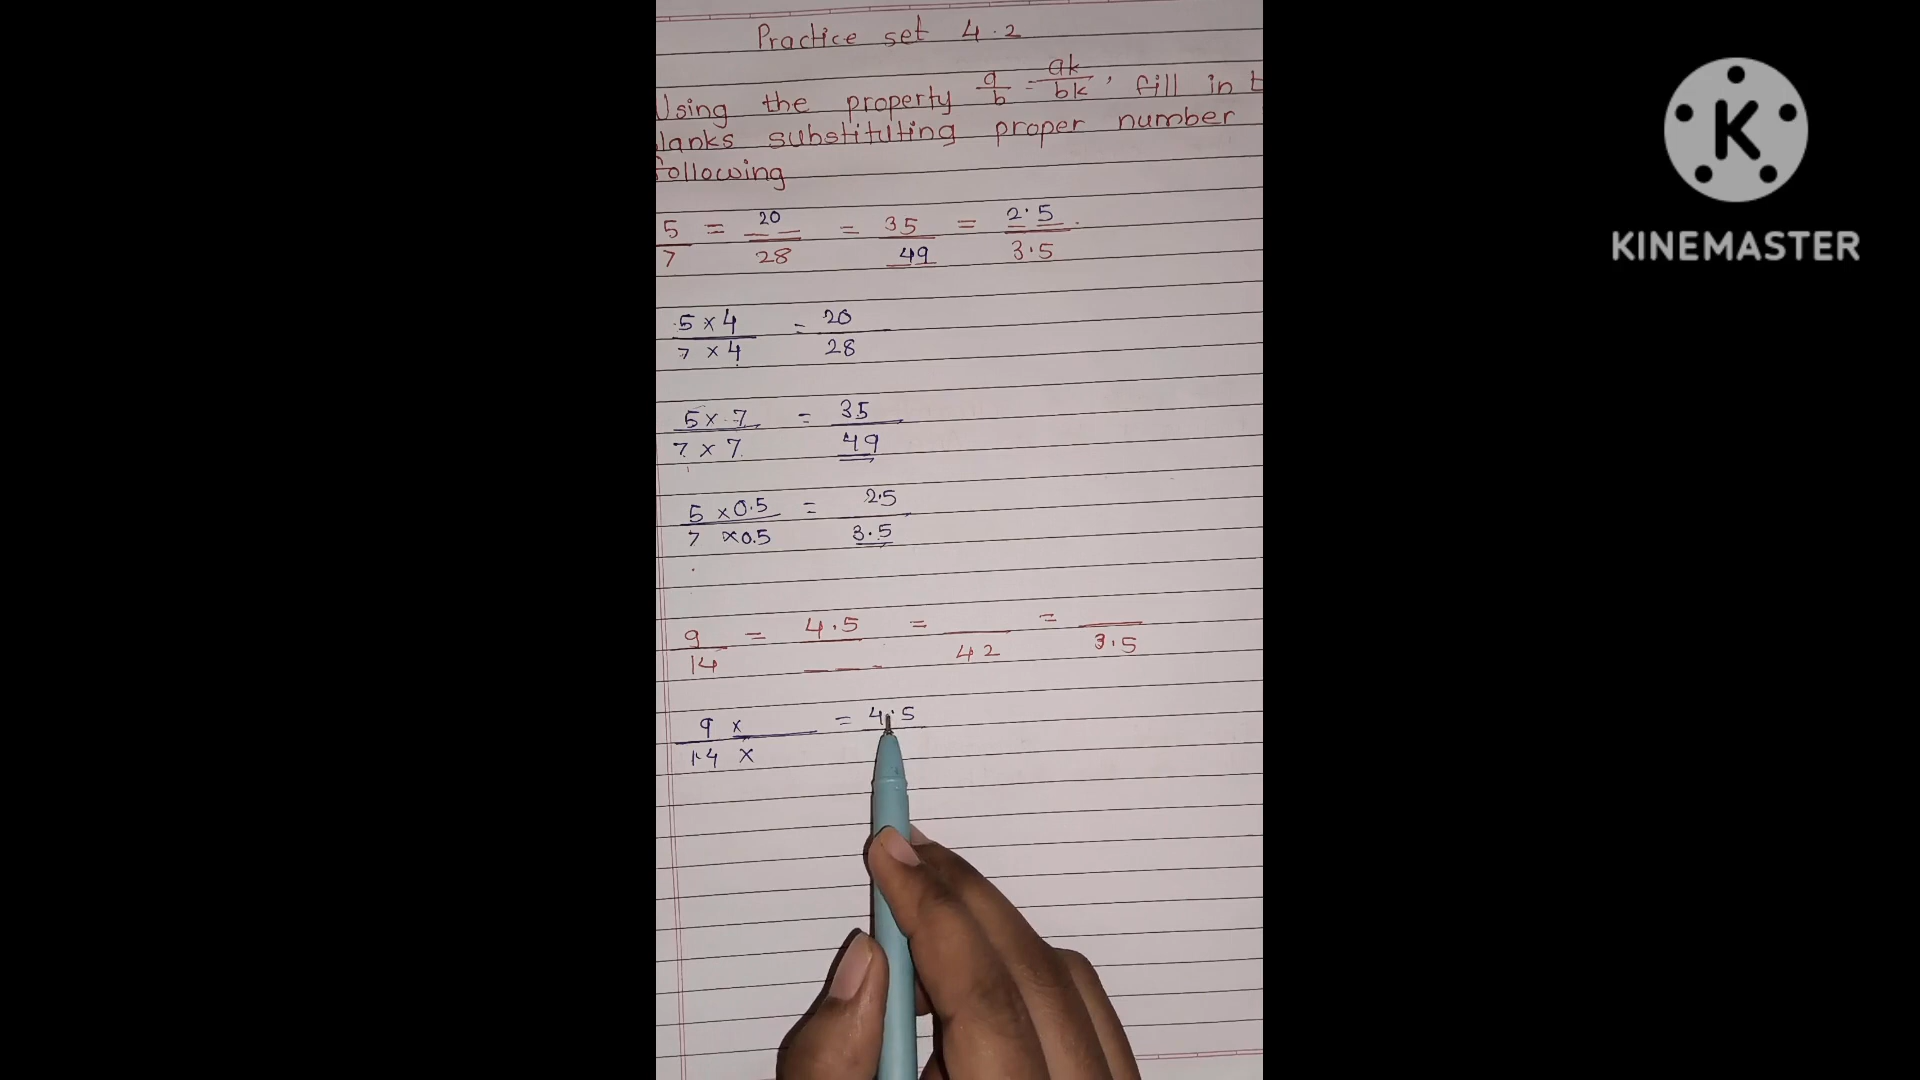 Practice set 4.2
Using the property a/b = ak/bk, fill in t
lanks substituting proper number
following
5/7 = 20/28 = 35/49 = 2.5/3.5.
5 x 4 / 7 x 4 = 20/28
5 x 7 / 7 x 7 = 35/49
5 x 0.5 / 7 x 0.5 = 2.5/3.5
9/14 = 4.5/___ = ___/42 = ___/3.5
9 x / 14 x = 4.5
K
KINEMASTER